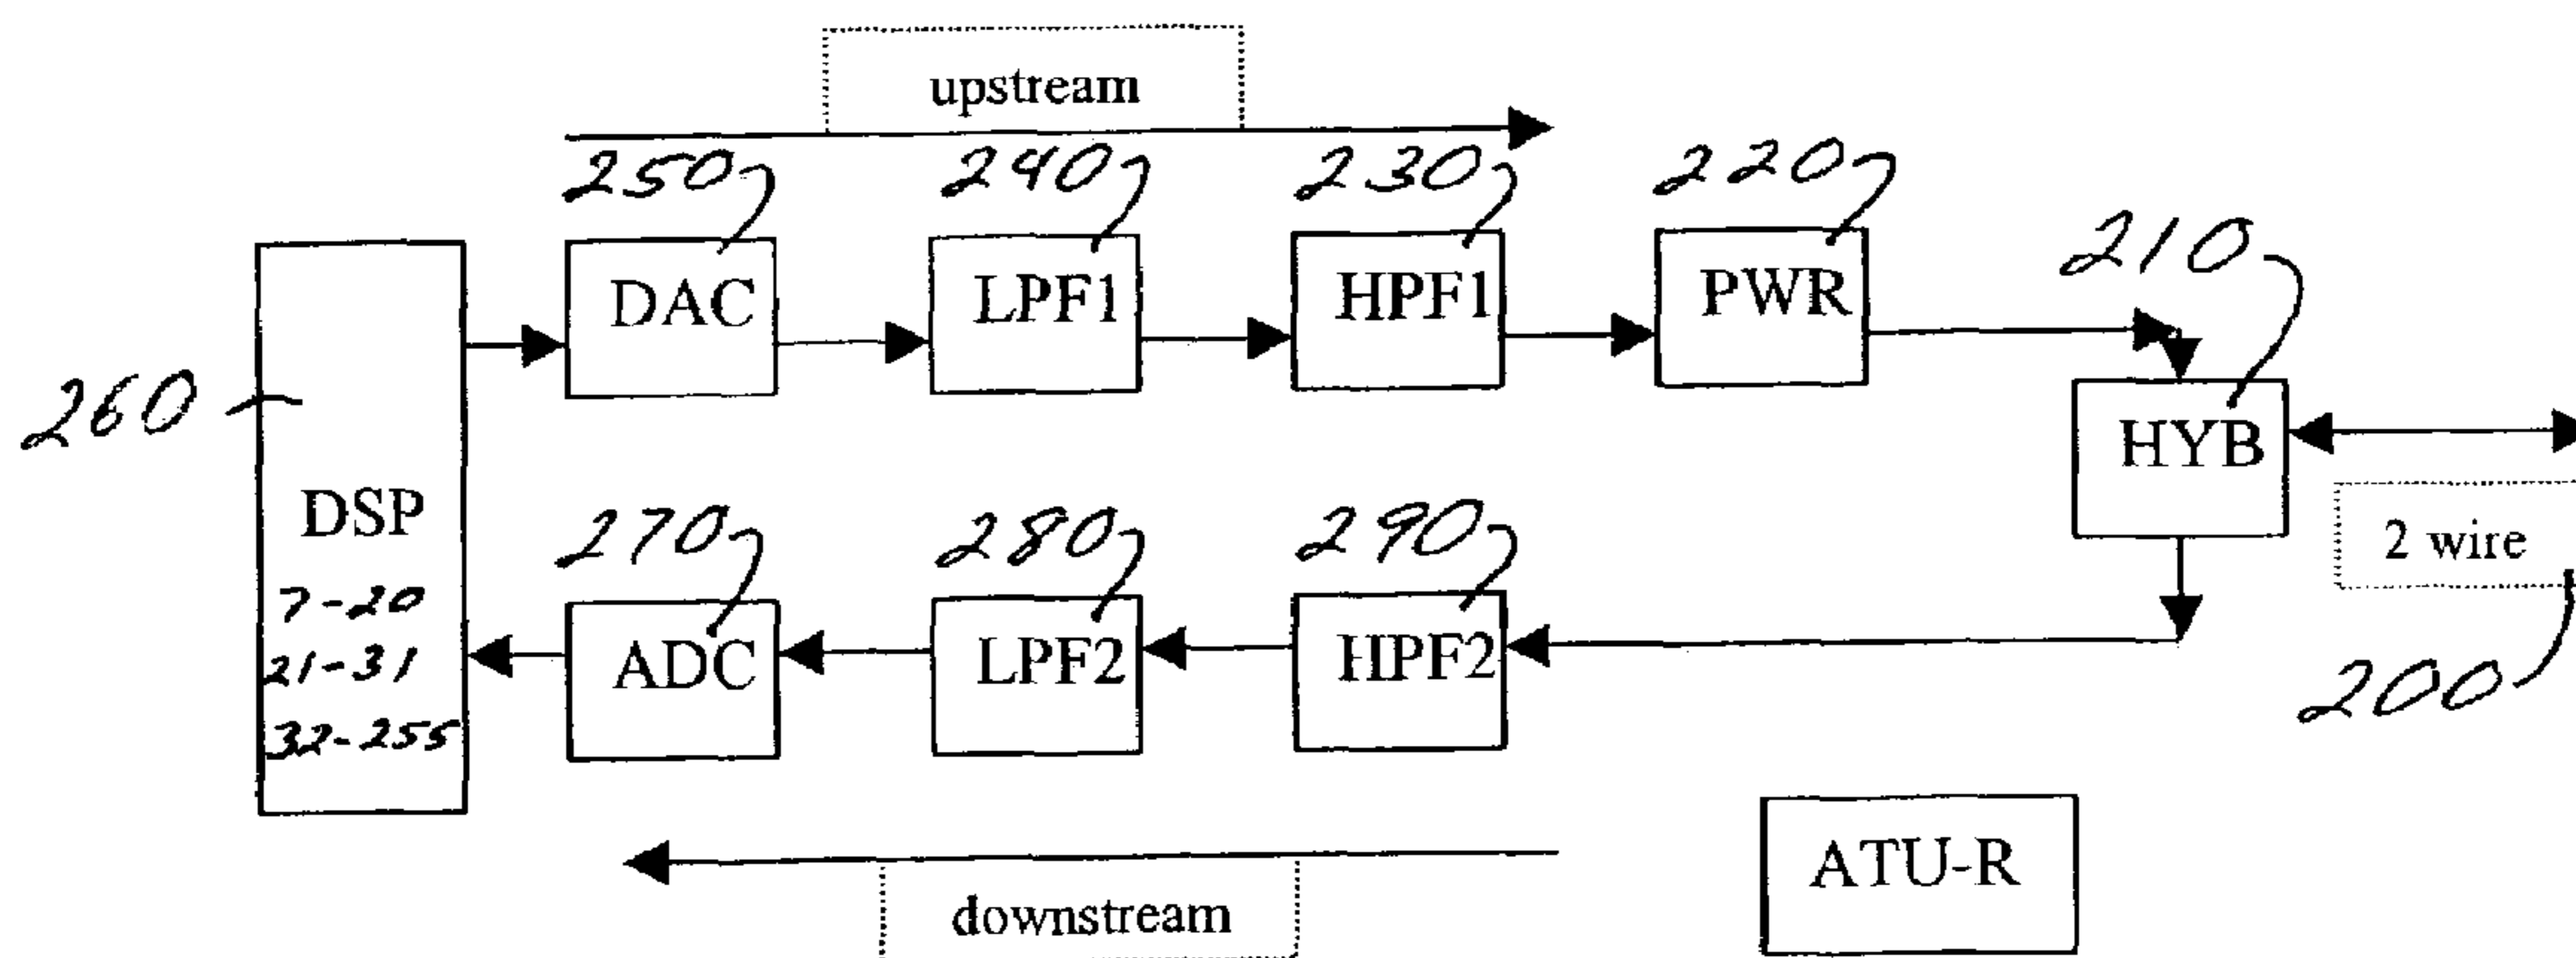 upstream
250 240 230 220 210
DAC LPF1 HPF1 PWR
HYB
260
DSP
7-20
21-31
32-255
2 wire
200
270 280 290
ADC LPF2 HPF2
ATU-R
downstream